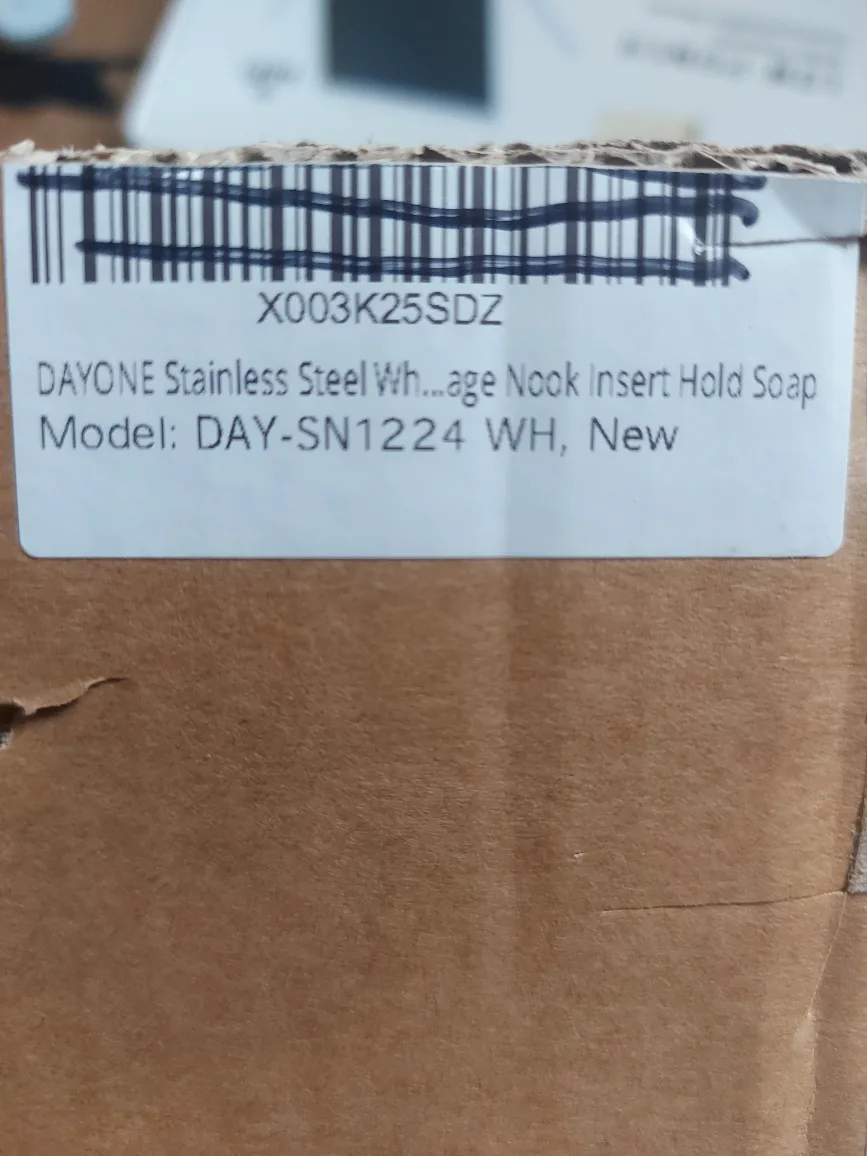 X003K25SDZ
DAYONE Stainless Steel Wh...age Nook Insert Hold Soap
Model: DAY-SN1224 WH, New